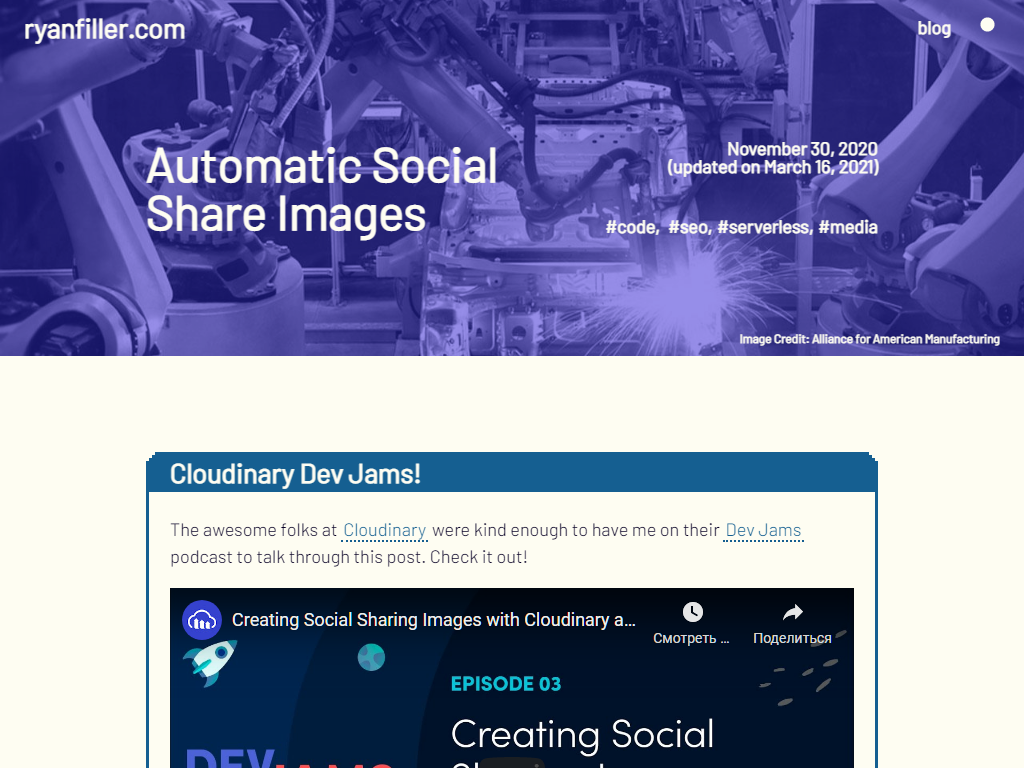 ryanfiller.com
blog
Automatic Social
Share Images
November 30, 2020
(updated on March 16, 2021)
#code, #seo, #serverless, #media
Image Credit: Alliance for American Manufacturing
Cloudinary Dev Jams!
The awesome folks at Cloudinary were kind enough to have me on their Dev Jams
podcast to talk through this post. Check it out!
Creating Social Sharing Images with Cloudinary a...
Смотреть ...
Поделиться
EPISODE 03
Creating Social
DEV JAMS